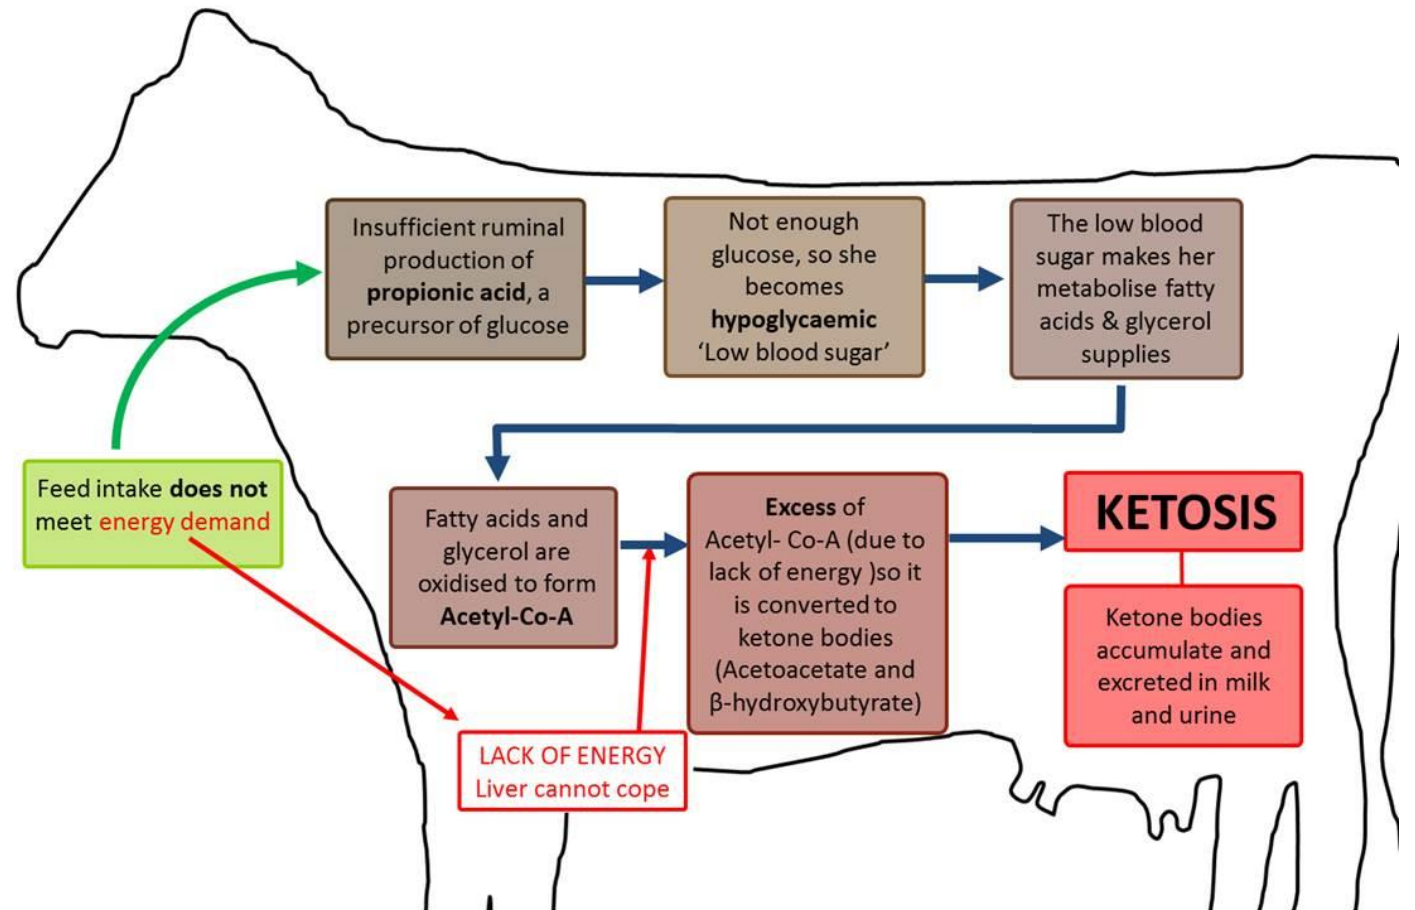 Insufficient ruminal
production of
propionic acid, a
precursor of glucose
Not enough
glucose, so she
becomes
hypoglycaemic
‘Low blood sugar’
The low blood
sugar makes her
metabolise fatty
acids & glycerol
supplies
Feed intake does not
meet energy demand
Fatty acids and
glycerol are
oxidised to form
Acetyl-Co-A
Excess of
Acetyl- Co-A (due to
lack of energy )so it
is converted to
ketone bodies
(Acetoacetate and
β-hydroxybutyrate)
KETOSIS
Ketone bodies
accumulate and
excreted in milk
and urine
LACK OF ENERGY
Liver cannot cope